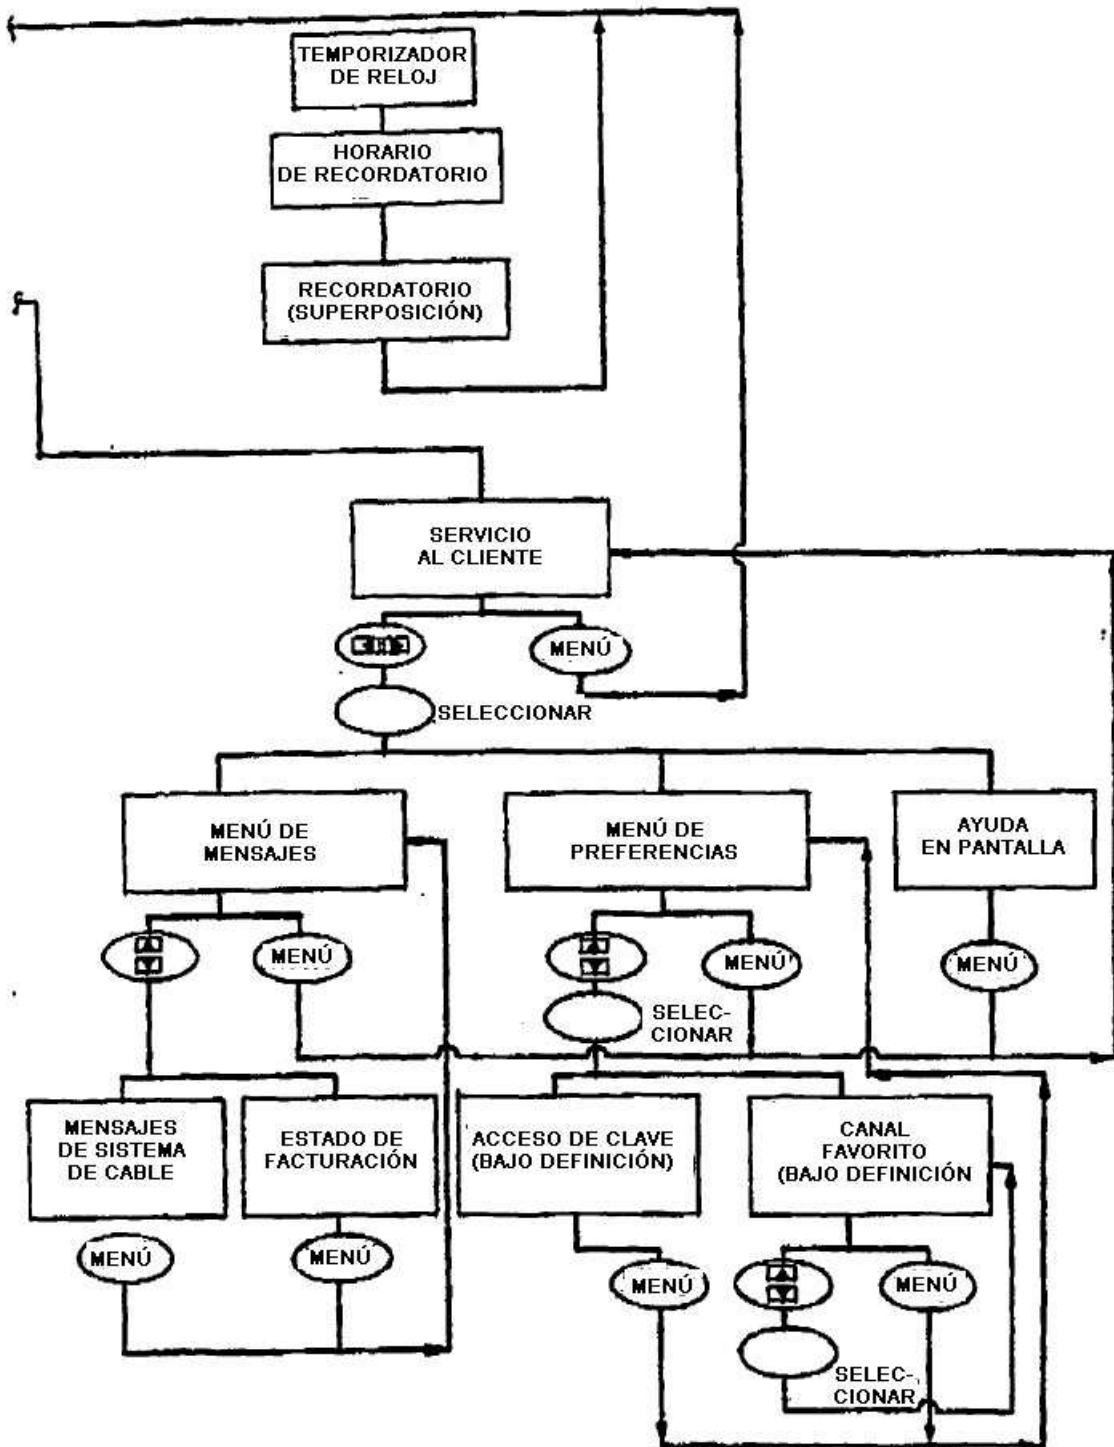 TEMPORIZADOR
DE RELOJ
HORARIO
DE RECORDATORIO
RECORDATORIO
(SUPERPOSICIÓN)
SERVICIO
AL CLIENTE
MENÚ
SELECCIONAR
MENÚ DE
MENSAJES
MENÚ DE
PREFERENCIAS
AYUDA
EN PANTALLA
MENÚ
MENÚ
MENÚ
SELEC-
CIONAR
MENSAJES
DE SISTEMA
DE CABLE
ESTADO DE
FACTURACIÓN
ACCESO DE CLAVE
(BAJO DEFINICIÓN)
CANAL
FAVORITO
(BAJO DEFINICIÓN
MENÚ
MENÚ
MENÚ
MENÚ
SELEC-
CIONAR